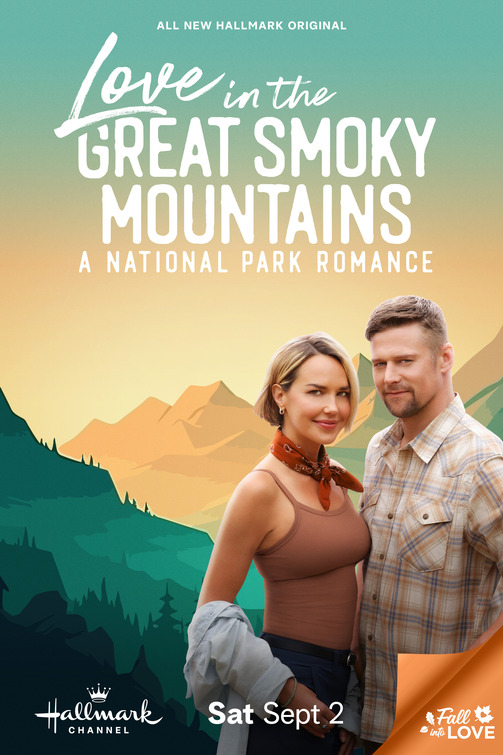 ALL NEW HALLMARK ORIGINAL
Love in the
GREAT SMOKY
MOUNTAINS
A NATIONAL PARK ROMANCE
Hallmark
CHANNEL
Sat Sept 2
Fall
into LOVE